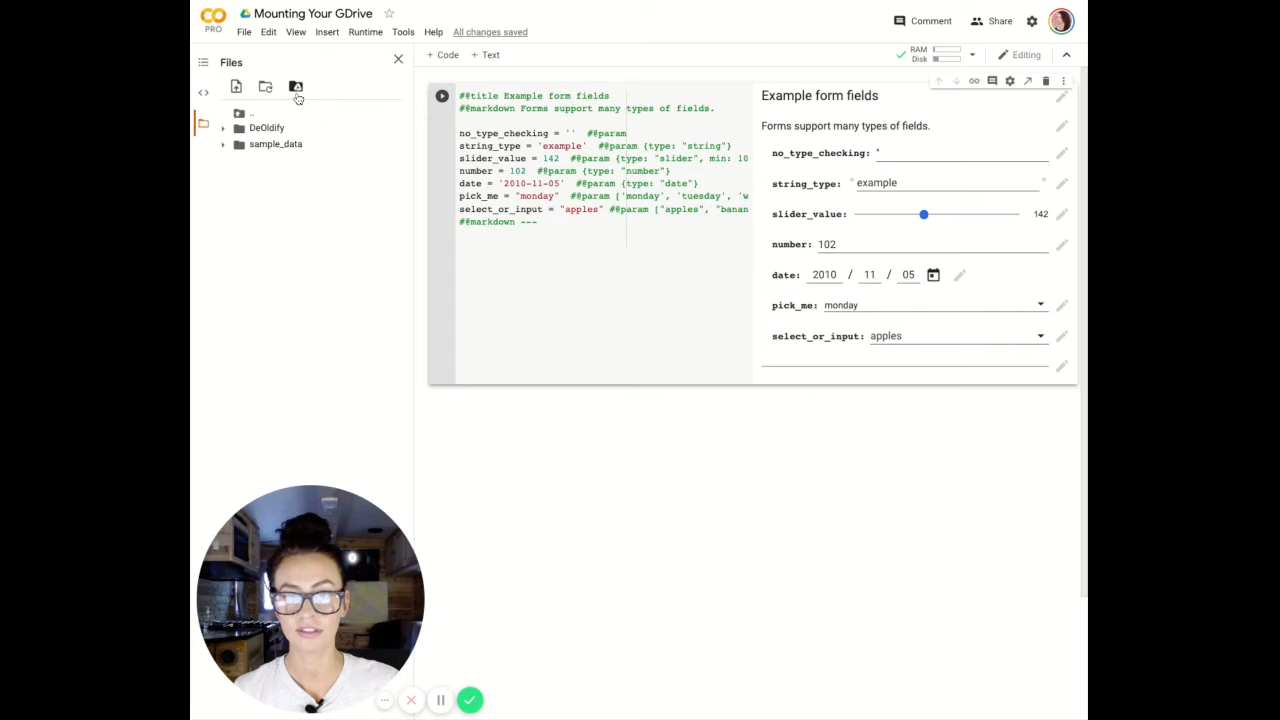 PRO
Mounting Your GDrive
File Edit View Insert Runtime Tools Help All changes saved
Comment Share
Files
+ Code + Text
RAM
Disk
Editing
..
DeOldify
sample_data
#@title Example form fields
#@markdown Forms support many types of fields.
no_type_checking = '' #@param
string_type = 'example' #@param {type: "string"}
slider_value = 142 #@param {type: "slider", min: 10
number = 102 #@param {type: "number"}
date = '2010-11-05' #@param {type: "date"}
pick_me = "monday" #@param ['monday', 'tuesday', 'w
select_or_input = "apples" #@param ["apples", "banan
#@markdown ---
Example form fields
Forms support many types of fields.
no_type_checking: ''
string_type: " example "
slider_value: 142
number: 102
date: 2010 / 11 / 05
pick_me: monday
select_or_input: apples